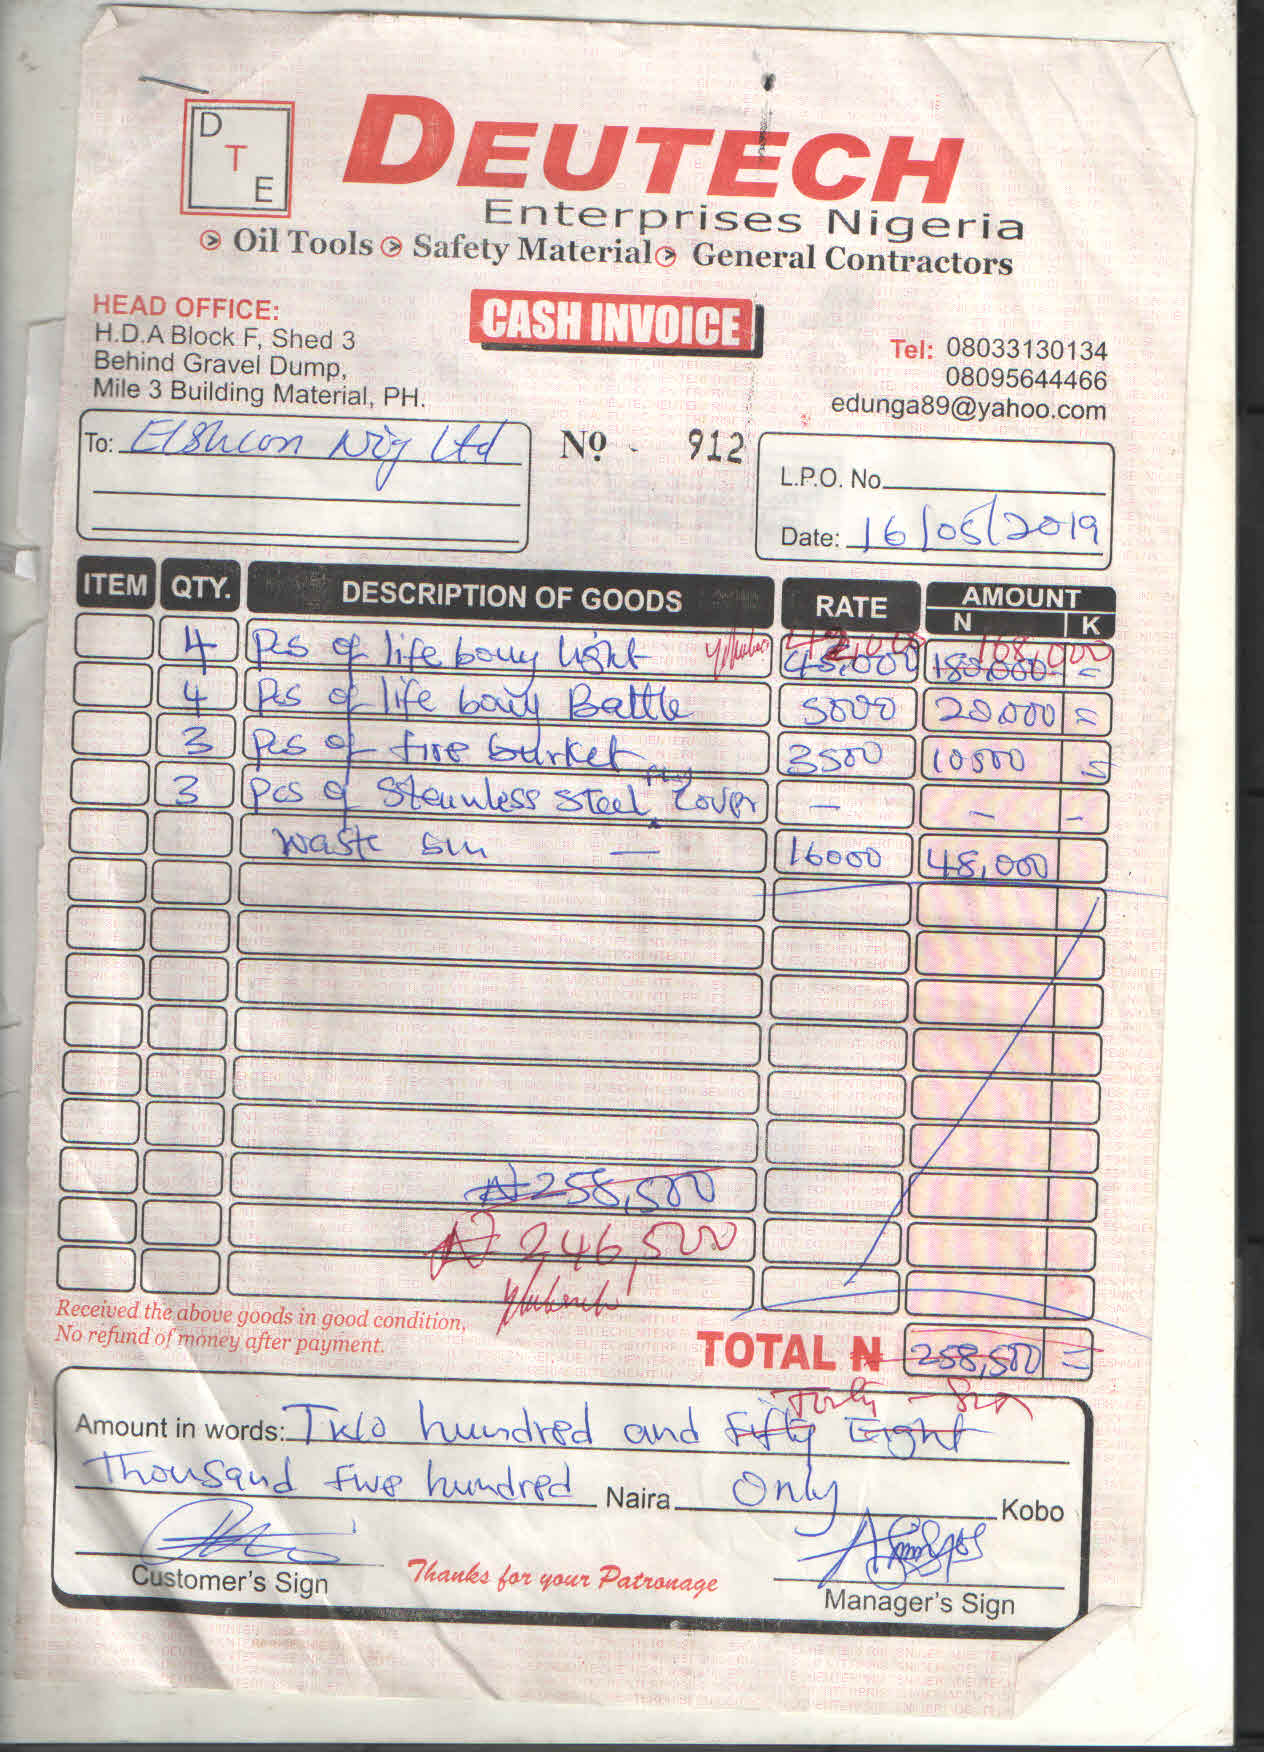 D
T
E
DEUTECH
Enterprises Nigeria
Oil Tools Safety Material General Contractors
HEAD OFFICE:
H.D.A Block F, Shed 3
Behind Gravel Dump,
Mile 3 Building Material, PH.
CASH INVOICE
Tel: 08033130134
08095644466
edunga89@yahoo.com
To: Elshcon Nig Ltd
No 912
L.P.O. No
Date: 16/05/2019
ITEM QTY. DESCRIPTION OF GOODS RATE AMOUNT
N K
42,000 168,000
4 Pcs of life bouy light 45,000 180,000 =
4 Pcs of life bouy Battle 5000 20,000 =
3 Pcs of fire burket 3500 10500 =
3 Pcs of Steinless Steel Cover - - -
waste — 16000 48,000
₦258,500
₦246,500
Received the above goods in good condition,
No refund of money after payment.
TOTAL N 258,500 =
Forty - Six
Amount in words: Two hundred and fifty Eight
Thousand five hundred Naira Only Kobo
Customer's Sign
Thanks for your Patronage
Manager's Sign